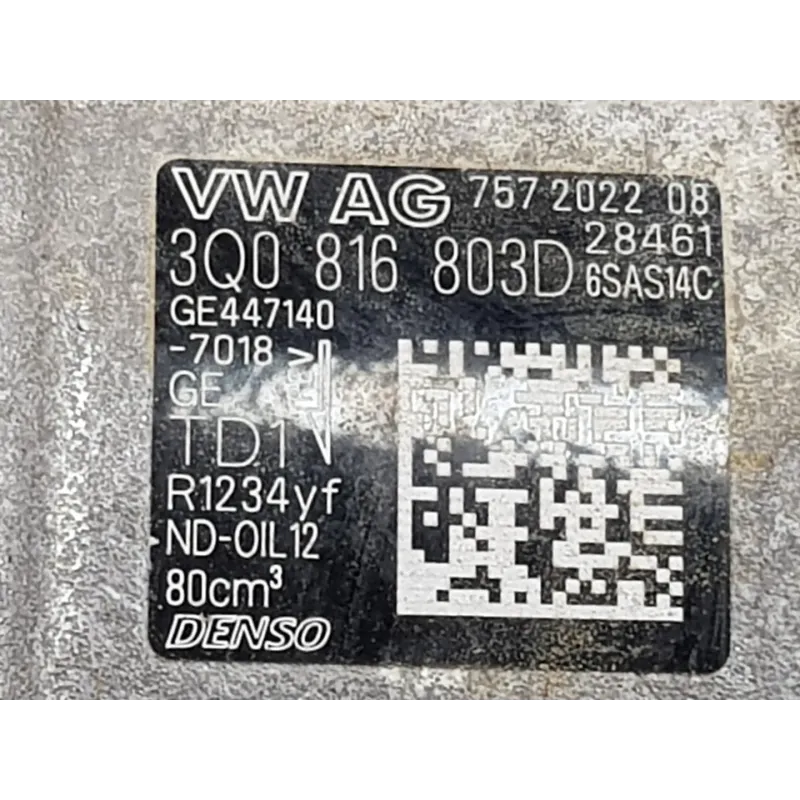 VW AG 757 2022 08
3Q0 816 803D 28461
6SAS14C
GE447140
-7018 >
GE
TD1
R1234yf
ND-OIL12
80cm³
DENSO